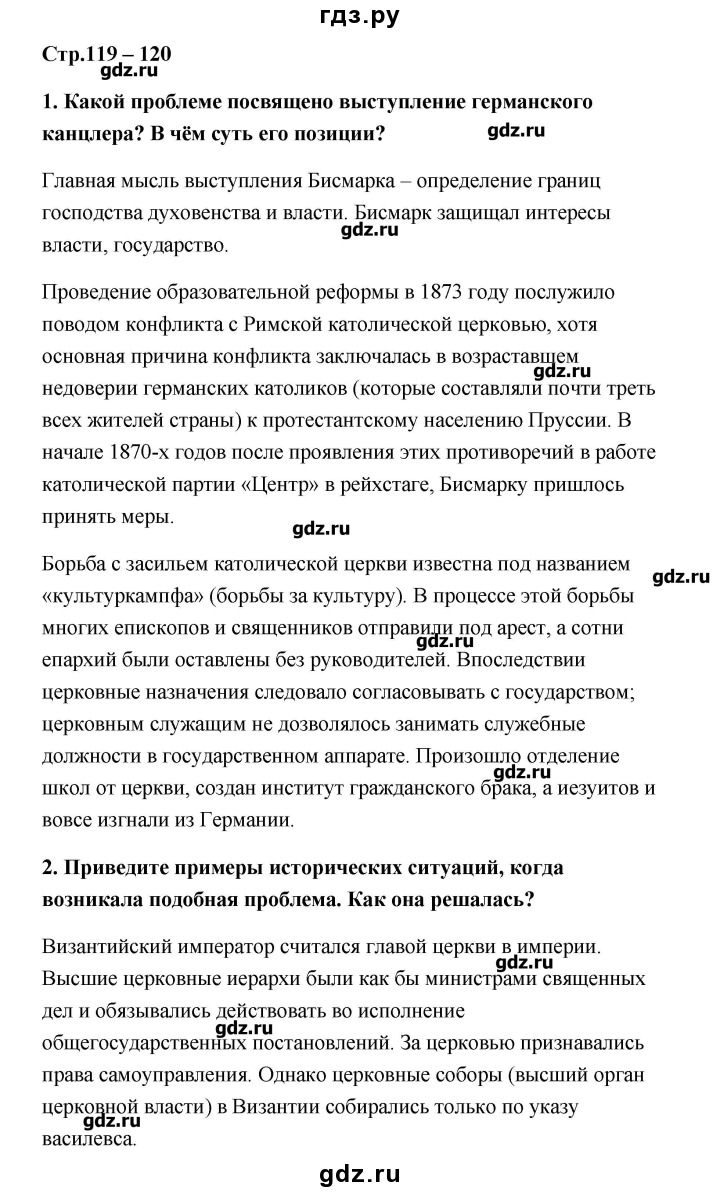 гдз.ру
Стр.119 – 120
gdz.ru
1. Какой проблеме посвящено выступление германского
канцлера? В чём суть его позиции?
gdz.ru
Главная мысль выступления Бисмарка – определение границ
господства духовенства и власти. Бисмарк защищал интересы
gdz.ru
власти, государство.
Проведение образовательной реформы в 1873 году послужило
поводом конфликта с Римской католической церковью, хотя
основная причина конфликта заключалась в возраставшем
gdz.ru
недоверии германских католиков (которые составляли почти треть
всех жителей страны) к протестантскому населению Пруссии. В
начале 1870-х годов после проявления этих противоречий в работе
католической партии «Центр» в рейхстаге, Бисмарку пришлось
принять меры.
gdz.ru
Борьба с засильем католической церкви известна под названием
gdz.ru
«культуркампфа» (борьбы за культуру). В процессе этой борьбы
многих епископов и священников отправили под арест, а сотни
gdz.ru
епархий были оставлены без руководителей. Впоследствии
церковные назначения следовало согласовывать с государством;
церковным служащим не дозволялось занимать служебные
должности в государственном аппарате. Произошло отделение
gdz.ru
школ от церкви, создан институт гражданского брака, а иезуитов и
вовсе изгнали из Германии.
2. Приведите примеры исторических ситуаций, когда
возникала подобная проблема. Как она решалась?
Византийский император считался главой церкви в империи.
gdz.ru
Высшие церковные иерархи были как бы министрами священных
дел и обязывались действовать во исполнение
gdz.ru
общегосударственных постановлений. За церковью признавались
права самоуправления. Однако церковные соборы (высший орган
церковной власти) в Византии собирались только по указу
gdz.ru
василевса.
gdz.ru